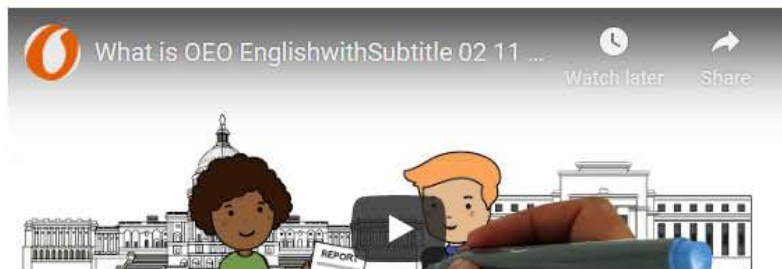 What is OEO EnglishwithSubtitle 02 11 ...
Watch later
Share
REPORT